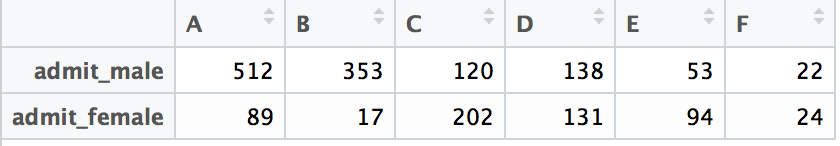 A B C D E F
admit_male 512 353 120 138 53 22
admit_female 89 17 202 131 94 24